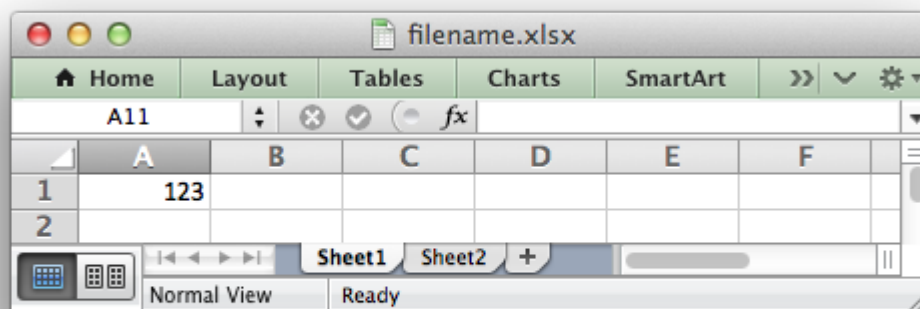 filename.xlsx
Home Layout Tables Charts SmartArt
A11 fx
A B C D E F
1 123
2
Sheet1 Sheet2 +
Normal View Ready